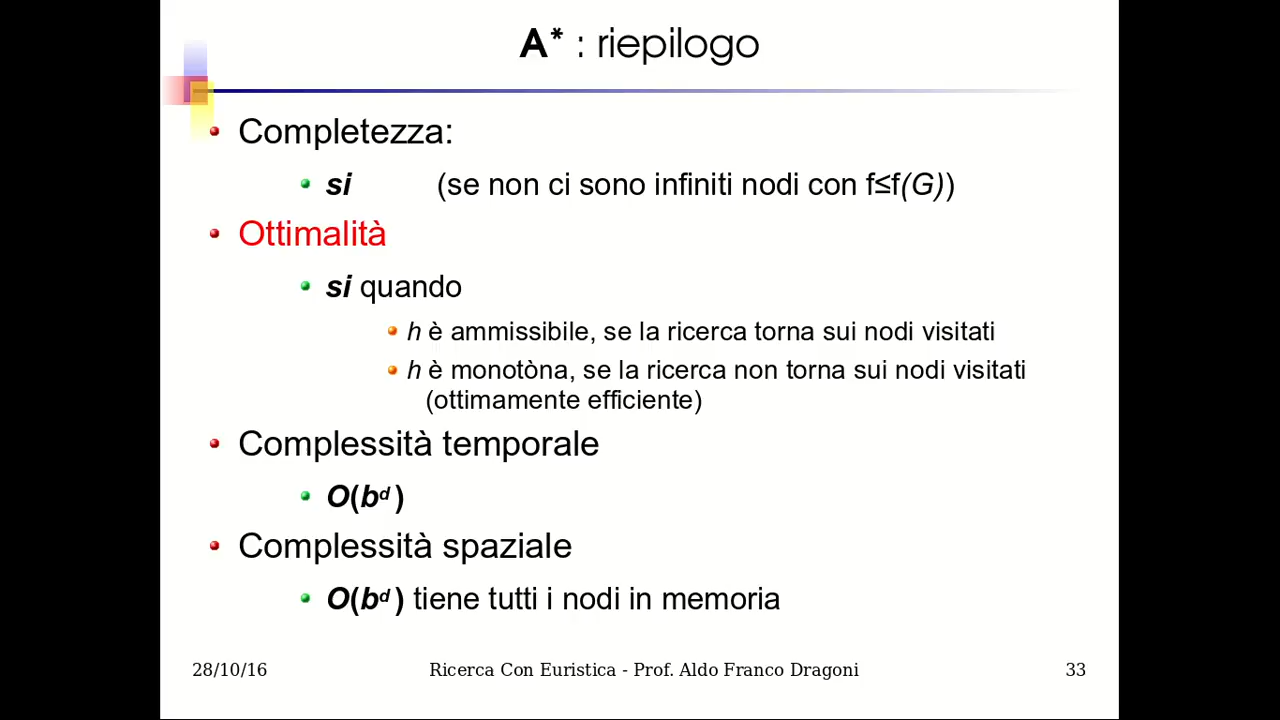 A* : riepilogo
Completezza:
si (se non ci sono infiniti nodi con f≤f(G))
Ottimalità
si quando
h è ammissibile, se la ricerca torna sui nodi visitati
h è monotòna, se la ricerca non torna sui nodi visitati
(ottimamente efficiente)
Complessità temporale
O(bᵈ )
Complessità spaziale
O(bᵈ ) tiene tutti i nodi in memoria
28/10/16 Ricerca Con Euristica - Prof. Aldo Franco Dragoni 33